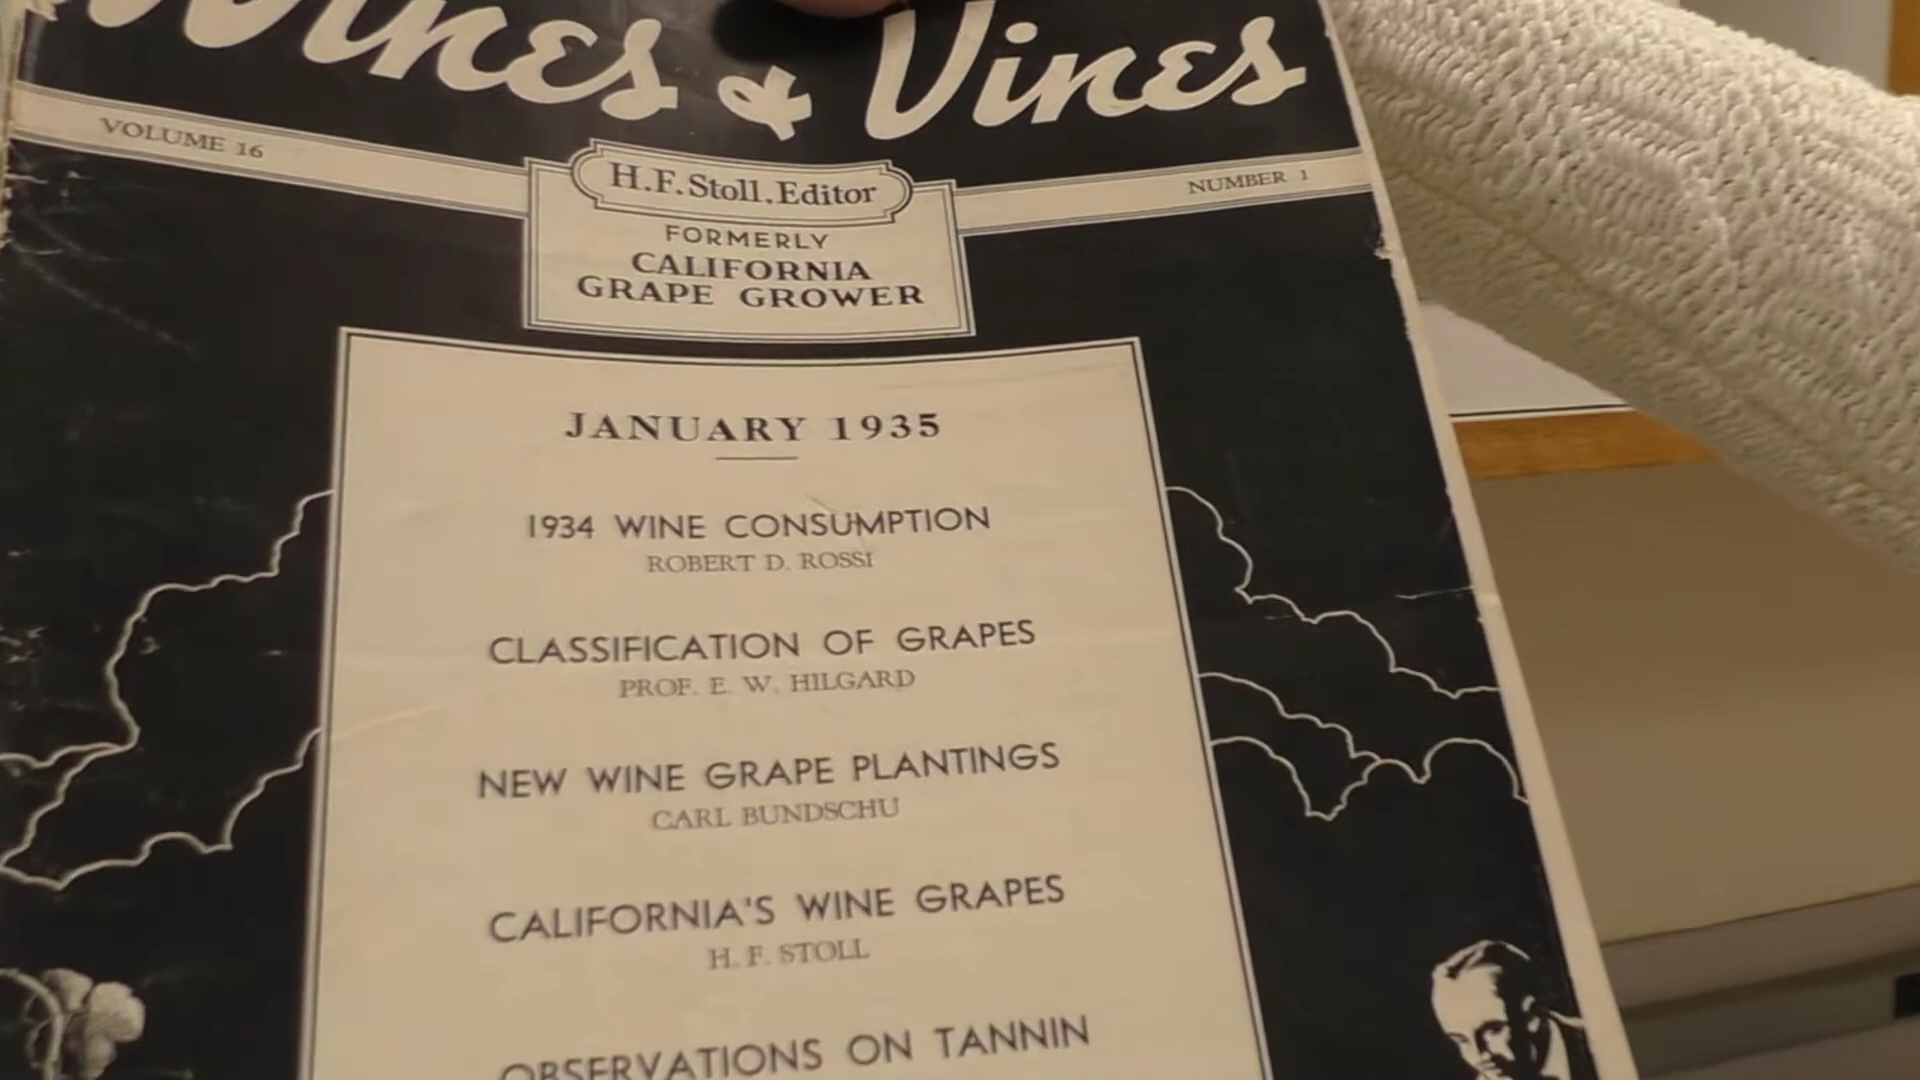 Wines & Vines
VOLUME 16
NUMBER 1
H.F. Stoll, Editor
FORMERLY
CALIFORNIA
GRAPE GROWER
JANUARY 1935
1934 WINE CONSUMPTION
ROBERT D. ROSSI
CLASSIFICATION OF GRAPES
PROF. E. W. HILGARD
NEW WINE GRAPE PLANTINGS
CARL BUNDSCHU
CALIFORNIA'S WINE GRAPES
H. F. STOLL
OBSERVATIONS ON TANNIN